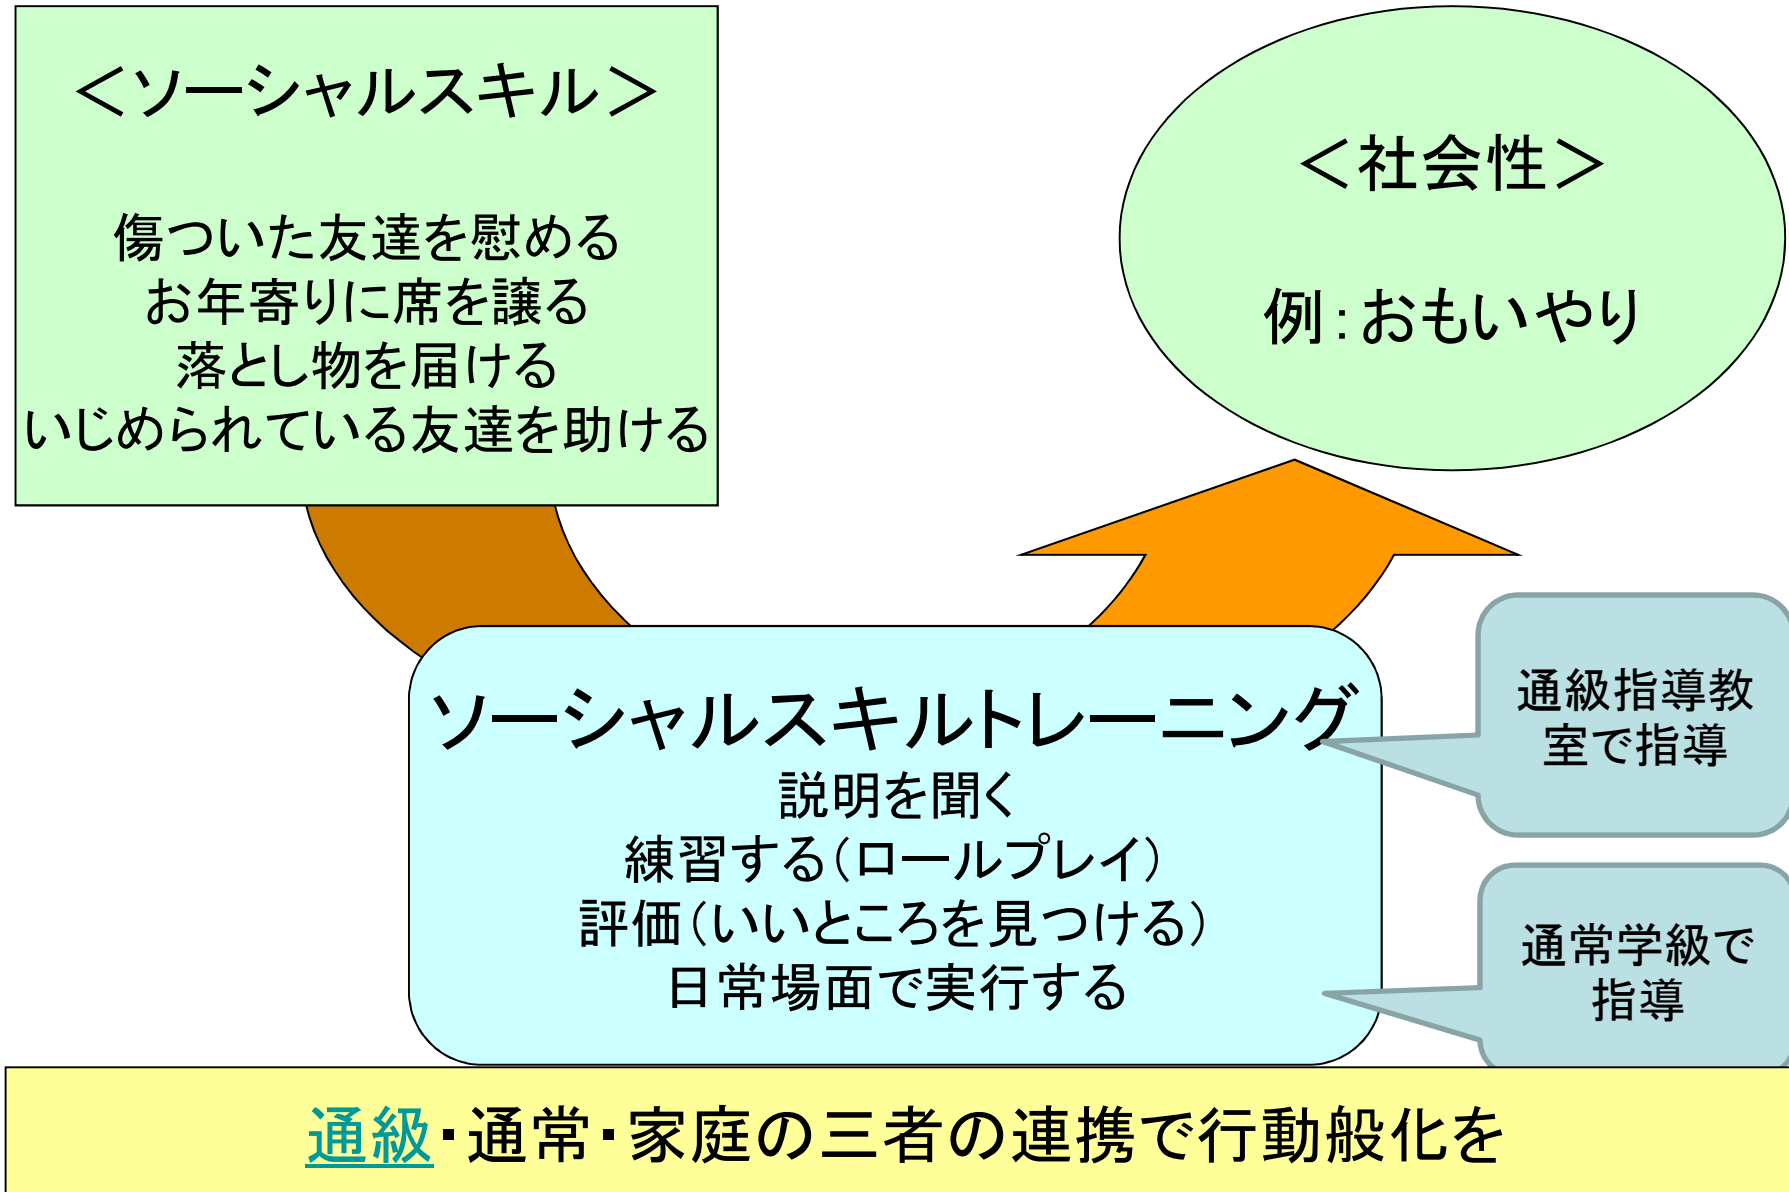 ＜ソーシャルスキル＞
傷ついた友達を慰める
お年寄りに席を譲る
落とし物を届ける
いじめられている友達を助ける
＜社会性＞
例：おもいやり
ソーシャルスキルトレーニング
説明を聞く
練習する（ロールプレイ）
評価（いいところを見つける）
日常場面で実行する
通級指導教
室で指導
通常学級で
指導
通級・通常・家庭の三者の連携で行動般化を